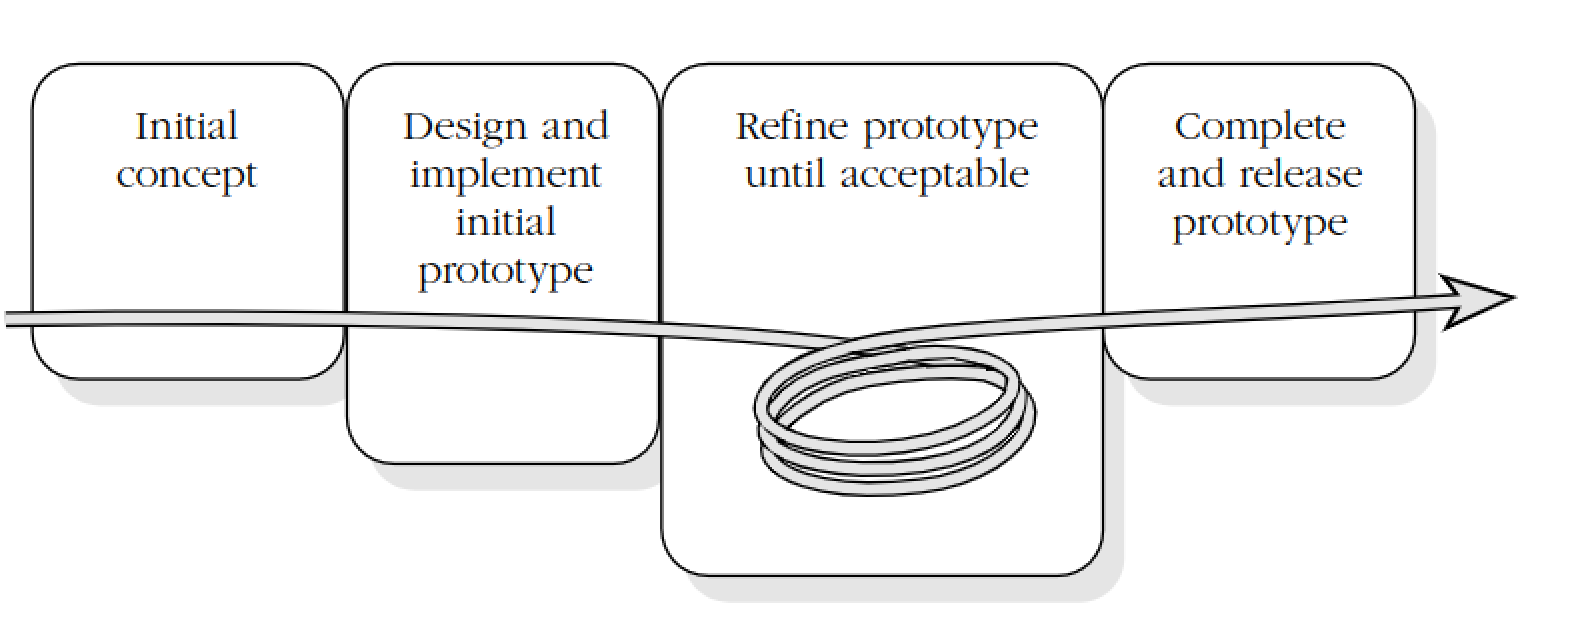 Initial
concept
Design and
implement
initial
prototype
Refine prototype
until acceptable
Complete
and release
prototype